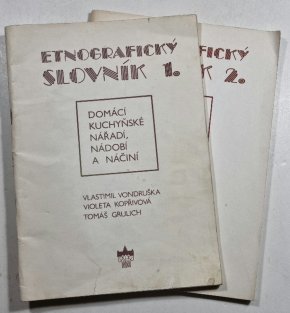 ETNOGRAFICKÝ
SLOVNÍK 1.
DOMÁCÍ
KUCHYŇSKÉ
NÁŘADÍ,
NÁDOBÍ
A NÁČINÍ
VLASTIMIL VONDRUŠKA
VIOLETA KOPŘIVOVÁ
TOMÁŠ GRULICH
FICKÝ
K 2.